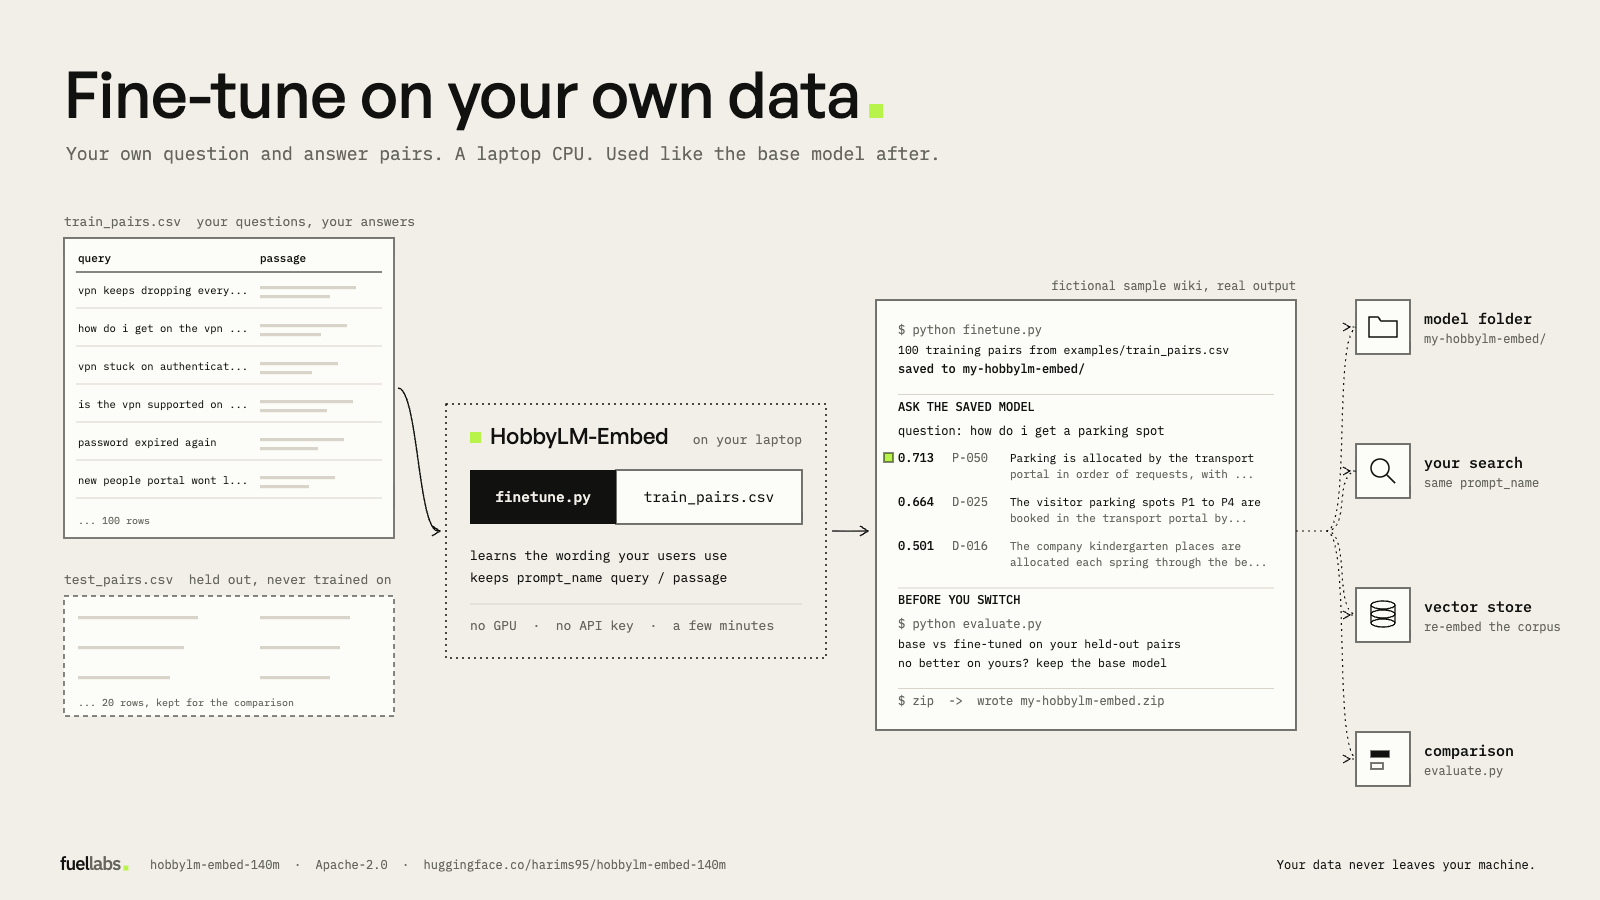 Fine-tune on your own data.
Your own question and answer pairs. A laptop CPU. Used like the base model after.
train_pairs.csv  your questions, your answers
query  passage
vpn keeps dropping every...
how do i get on the vpn ...
vpn stuck on authenticat...
is the vpn supported on ...
password expired again
new people portal wont l...
... 100 rows
test_pairs.csv  held out, never trained on
... 20 rows, kept for the comparison
HobbyLM-Embed  on your laptop
finetune.py  train_pairs.csv
learns the wording your users use
keeps prompt_name query / passage
no GPU  ·  no API key  ·  a few minutes
fictional sample wiki, real output
$ python finetune.py
100 training pairs from examples/train_pairs.csv
saved to my-hobbylm-embed/
ASK THE SAVED MODEL
question: how do i get a parking spot
0.713  P-050  Parking is allocated by the transport
portal in order of requests, with ...
0.664  D-025  The visitor parking spots P1 to P4 are
booked in the transport portal by...
0.501  D-016  The company kindergarten places are
allocated each spring through the be...
BEFORE YOU SWITCH
$ python evaluate.py
base vs fine-tuned on your held-out pairs
no better on yours? keep the base model
$ zip  ->  wrote my-hobbylm-embed.zip
model folder
my-hobbylm-embed/
your search
same prompt_name
vector store
re-embed the corpus
comparison
evaluate.py
fuellabs.  hobbylm-embed-140m  ·  Apache-2.0  ·  huggingface.co/harims95/hobbylm-embed-140m
Your data never leaves your machine.